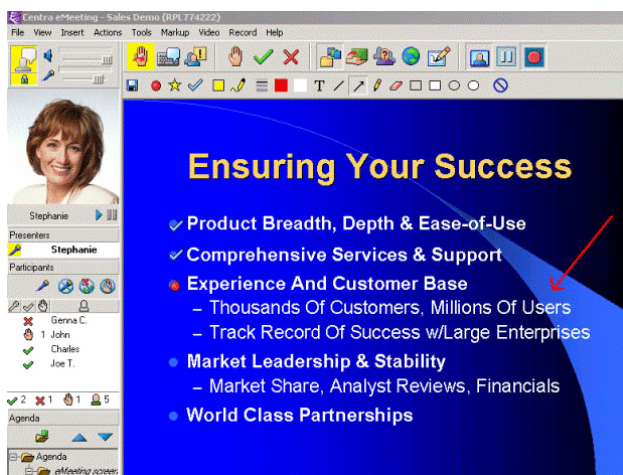 Centra eMeeting - Sales Demo (RPL774222)
File View Insert Actions Tools Markup Video Record Help
T
Stephanie
Presenters
Stephanie
Participants
Genna C.
1 John
Charles
Joe T.
2 1 1 5
Agenda
Agenda
eMeeting screen
Ensuring Your Success
Product Breadth, Depth & Ease-of-Use
Comprehensive Services & Support
Experience And Customer Base
– Thousands Of Customers, Millions Of Users
– Track Record Of Success w/Large Enterprises
Market Leadership & Stability
– Market Share, Analyst Reviews, Financials
World Class Partnerships